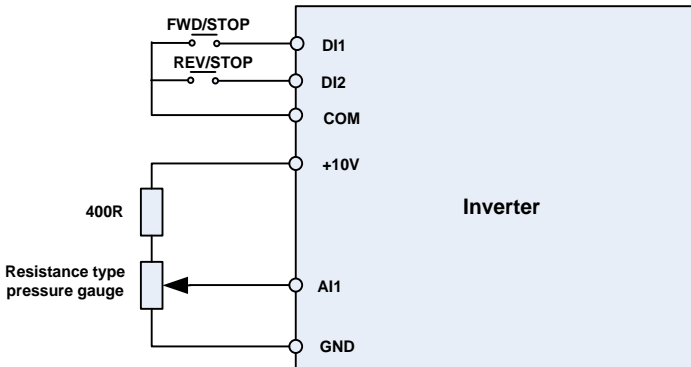 FWD/STOP
DI1
REV/STOP
DI2
COM
+10V
400R
Inverter
Resistance type
pressure gauge
AI1
GND